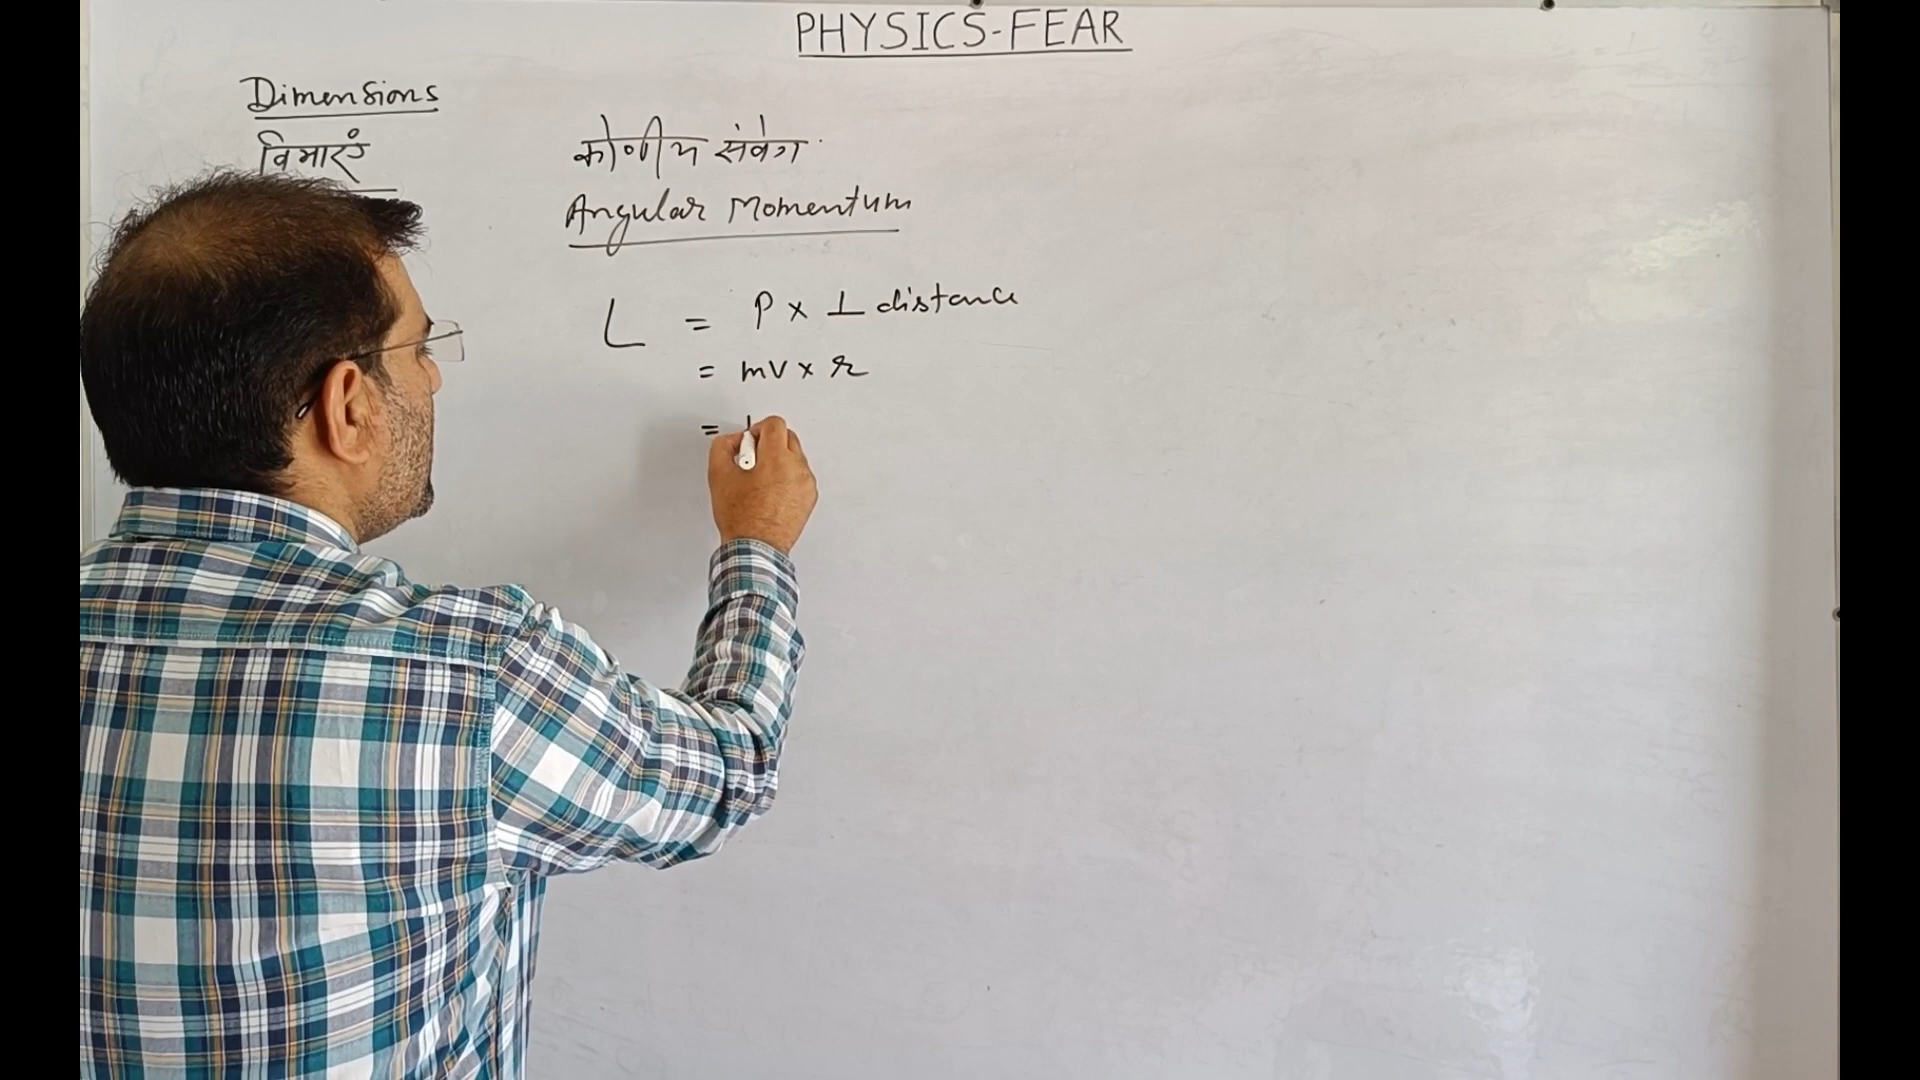 PHYSICS-FEAR
Dimensions
विमाएं
कोणीय संवेग
Angular Momentum
L = P × ⊥ distance
= mv × r
=